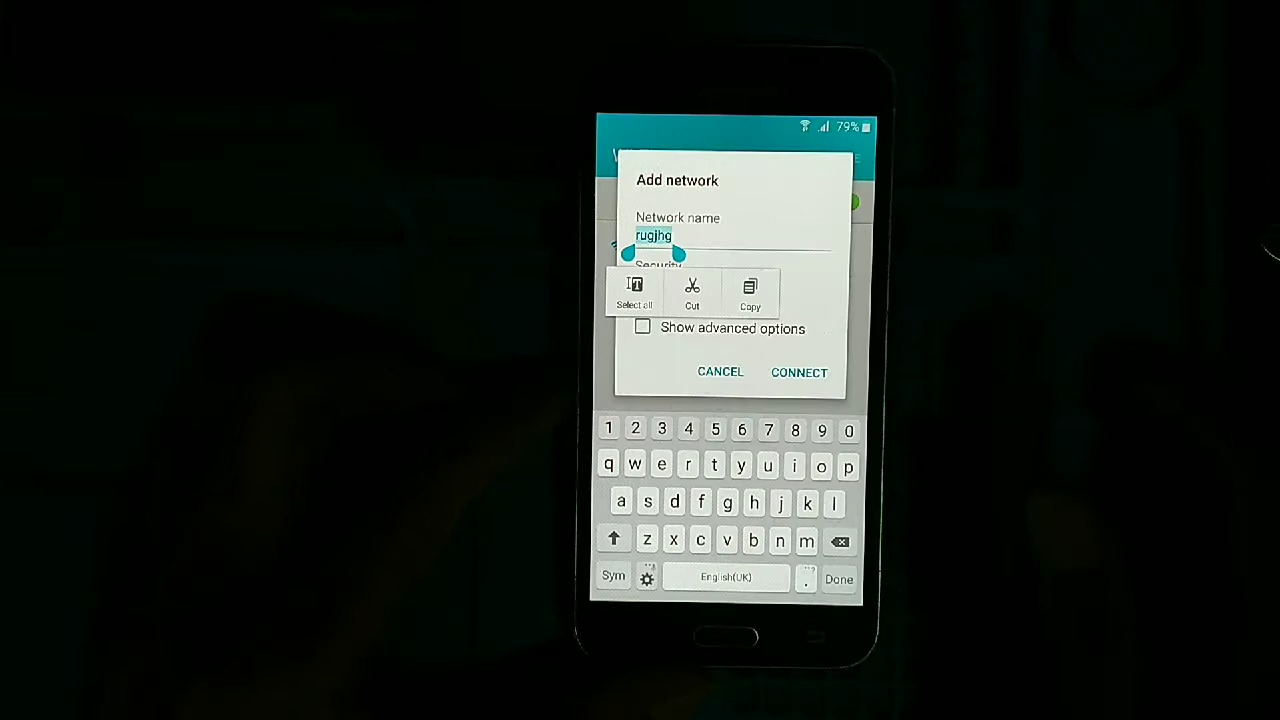 79%
Add network
Network name
rugjhg
Security
Select all Cut Copy
Show advanced options
CANCEL CONNECT
1 2 3 4 5 6 7 8 9 0
q w e r t y u i o p
a s d f g h j k l
z x c v b n m
Sym English(UK) . Done